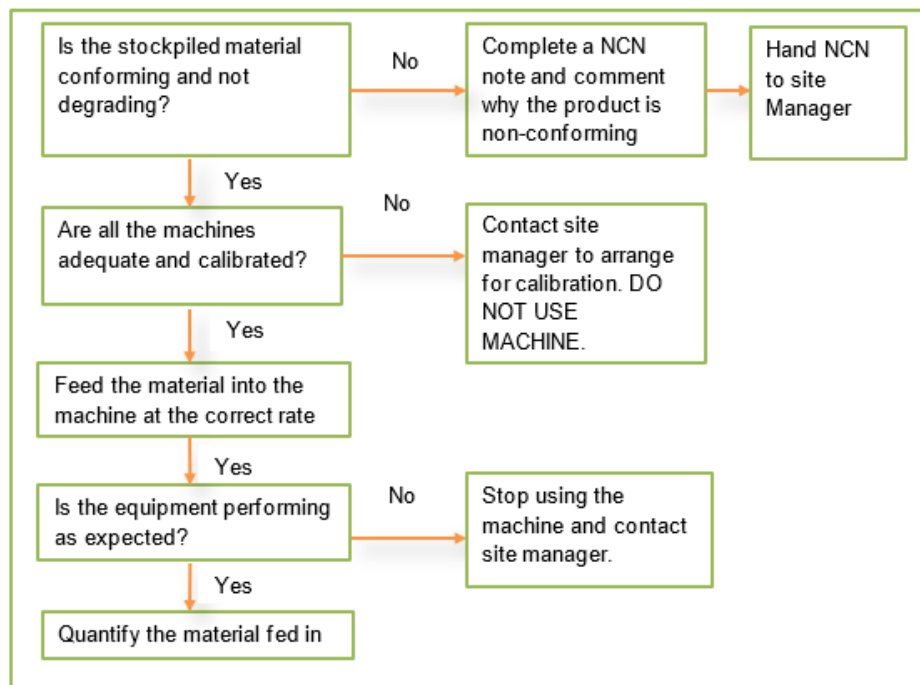 Is the stockpiled material
conforming and not
degrading?
No
Complete a NCN
note and comment
why the product is
non-conforming
Hand NCN
to site
Manager
Yes
Are all the machines
adequate and calibrated?
No
Contact site
manager to arrange
for calibration. DO
NOT USE
MACHINE.
Yes
Feed the material into the
machine at the correct rate
Yes
Is the equipment performing
as expected?
No
Stop using the
machine and contact
site manager.
Yes
Quantify the material fed in